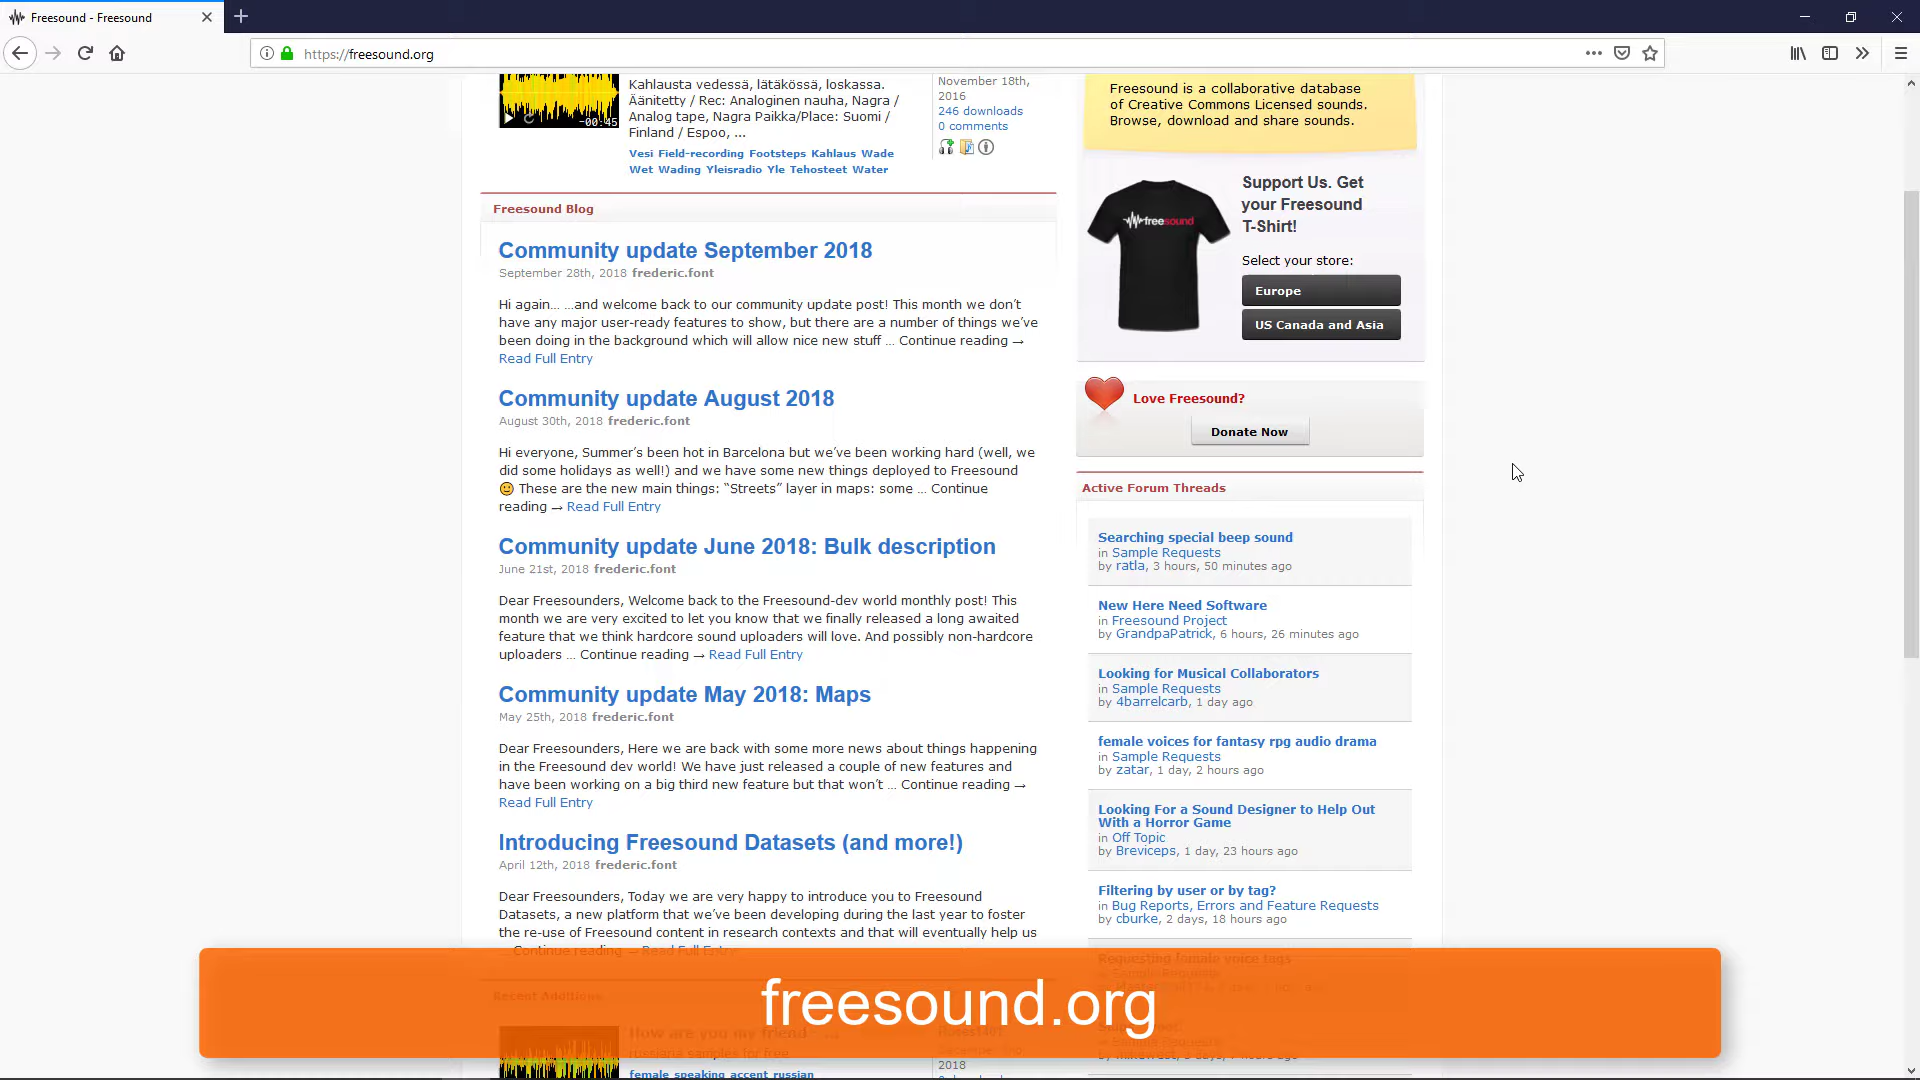 Freesound - Freesound
https://freesound.org
Kahlausta vedessä, lätäkössä, loskassa.
Äänitetty / Rec: Analoginen nauha, Nagra /
Analog tape, Nagra Paikka/Place: Suomi /
Finland / Espoo, ...
-00:45
Vesi Field-recording Footsteps Kahlaus Wade
Wet Wading Yleisradio Yle Tehosteet Water
November 18th,
2016
246 downloads
0 comments
Freesound Blog
Community update September 2018
September 28th, 2018 frederic.font
Hi again… …and welcome back to our community update post! This month we don’t
have any major user-ready features to show, but there are a number of things we’ve
been doing in the background which will allow nice new stuff … Continue reading →
Read Full Entry
Community update August 2018
August 30th, 2018 frederic.font
Hi everyone, Summer’s been hot in Barcelona but we’ve been working hard (well, we
did some holidays as well!) and we have some new things deployed to Freesound
🙂 These are the new main things: “Streets” layer in maps: some … Continue
reading → Read Full Entry
Community update June 2018: Bulk description
June 21st, 2018 frederic.font
Dear Freesounders, Welcome back to the Freesound-dev world monthly post! This
month we are very excited to let you know that we finally released a long awaited
feature that we think hardcore sound uploaders will love. And possibly non-hardcore
uploaders … Continue reading → Read Full Entry
Community update May 2018: Maps
May 25th, 2018 frederic.font
Dear Freesounders, Here we are back with some more news about things happening
in the Freesound dev world! We have just released a couple of new features and
have been working on a big third new feature but that won’t … Continue reading →
Read Full Entry
Introducing Freesound Datasets (and more!)
April 12th, 2018 frederic.font
Dear Freesounders, Today we are very happy to introduce you to Freesound
Datasets, a new platform that we’ve been developing during the last year to foster
the re-use of Freesound content in research contexts and that will eventually help us
… Continue reading → Read Full Entry
Recent Additions
How are you my friend
russiana samples for free
female speaking accent russian
2018
Freesound is a collaborative database
of Creative Commons Licensed sounds.
Browse, download and share sounds.
freesound
Support Us. Get
your Freesound
T-Shirt!
Select your store:
Europe
US Canada and Asia
Love Freesound?
Donate Now
Active Forum Threads
Searching special beep sound
in Sample Requests
by ratla, 3 hours, 50 minutes ago
New Here Need Software
in Freesound Project
by GrandpaPatrick, 6 hours, 26 minutes ago
Looking for Musical Collaborators
in Sample Requests
by 4barrelcarb, 1 day ago
female voices for fantasy rpg audio drama
in Sample Requests
by zatar, 1 day, 2 hours ago
Looking For a Sound Designer to Help Out
With a Horror Game
in Off Topic
by Breviceps, 1 day, 23 hours ago
Filtering by user or by tag?
in Bug Reports, Errors and Feature Requests
by cburke, 2 days, 18 hours ago
Requesting female voice tags
in Sample Requests
freesound.org